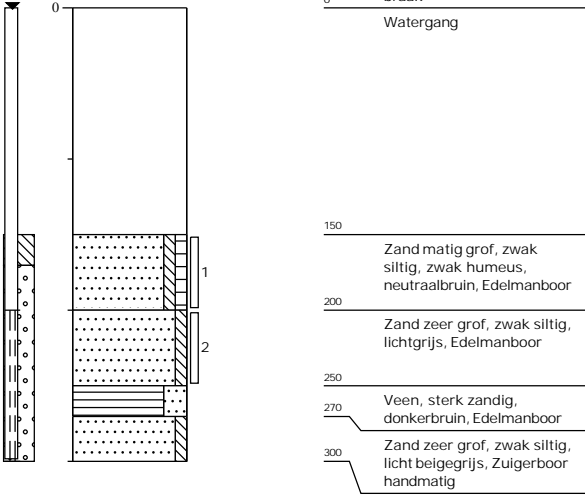 0
0
Watergang
150
Zand matig grof, zwak
siltig, zwak humeus,
neutraalbruin, Edelmanboor
1
200
Zand zeer grof, zwak siltig,
lichtgrijs, Edelmanboor
2
250
Veen, sterk zandig,
donkerbruin, Edelmanboor
270
Zand zeer grof, zwak siltig,
licht beigegrijs, Zuigerboor
handmatig
300